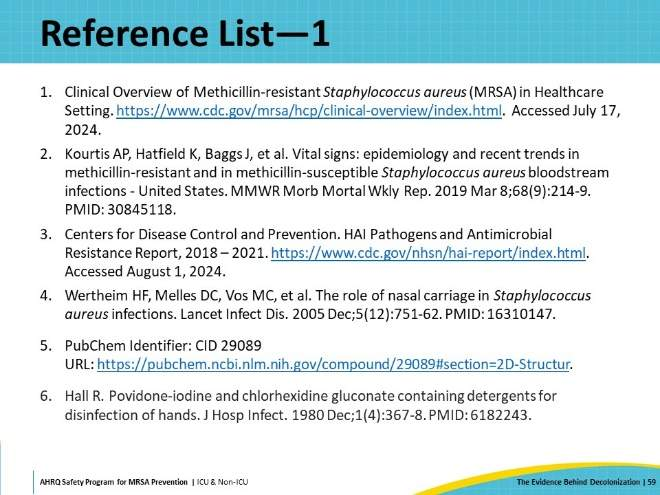 Reference List—1
1. Clinical Overview of Methicillin-resistant Staphylococcus aureus (MRSA) in Healthcare
Setting. https://www.cdc.gov/mrsa/hcp/clinical-overview/index.html. Accessed July 17,
2024.
2. Kourtis AP, Hatfield K, Baggs J, et al. Vital signs: epidemiology and recent trends in
methicillin-resistant and in methicillin-susceptible Staphylococcus aureus bloodstream
infections - United States. MMWR Morb Mortal Wkly Rep. 2019 Mar 8;68(9):214-9.
PMID: 30845118.
3. Centers for Disease Control and Prevention. HAI Pathogens and Antimicrobial
Resistance Report, 2018 – 2021. https://www.cdc.gov/nhsn/hai-report/index.html.
Accessed August 1, 2024.
4. Wertheim HF, Melles DC, Vos MC, et al. The role of nasal carriage in Staphylococcus
aureus infections. Lancet Infect Dis. 2005 Dec;5(12):751-62. PMID: 16310147.
5. PubChem Identifier: CID 29089
URL: https://pubchem.ncbi.nlm.nih.gov/compound/29089#section=2D-Structur.
6. Hall R. Povidone-iodine and chlorhexidine gluconate containing detergents for
disinfection of hands. J Hosp Infect. 1980 Dec;1(4):367-8. PMID: 6182243.
AHRQ Safety Program for MRSA Prevention | ICU & Non-ICU
The Evidence Behind Decolonization | 59